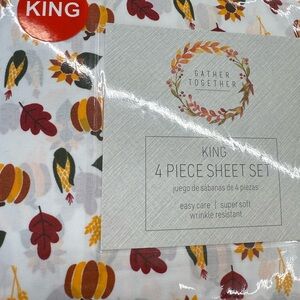 KING
GATHER
TOGETHER
KING
4 PIECE SHEET SET
juego de sábanas de 4 piezas
easy care | super soft
wrinkle resistant